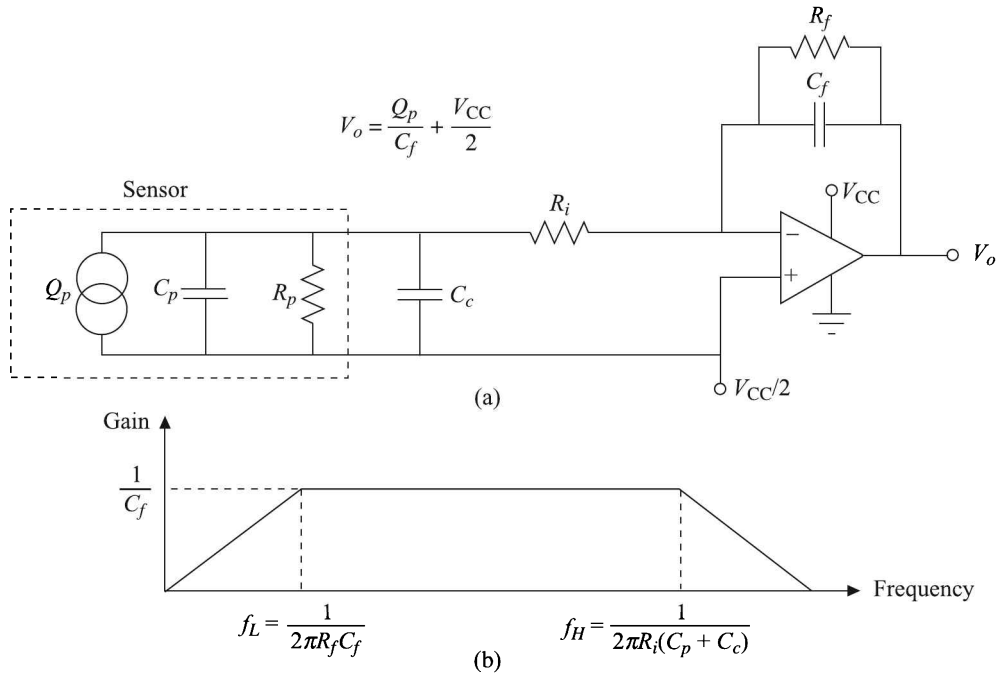 R_f
C_f
V_o = Q_p/C_f + V_CC/2
Sensor
R_i
V_CC
−
+
V_o
Q_p
C_p
R_p
C_c
V_CC/2
(a)
Gain
1/C_f
Frequency
f_L = 1/(2πR_fC_f)
f_H = 1/(2πR_i(C_p + C_c))
(b)